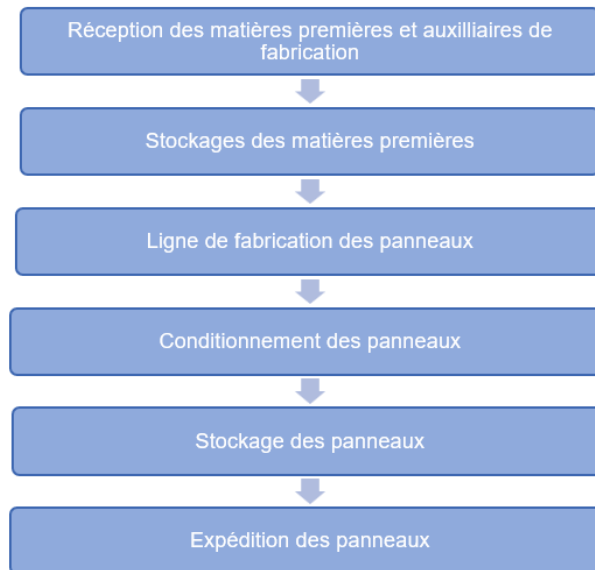 Réception des matières premières et auxilliaires de
fabrication
Stockages des matières premières
Ligne de fabrication des panneaux
Conditionnement des panneaux
Stockage des panneaux
Expédition des panneaux